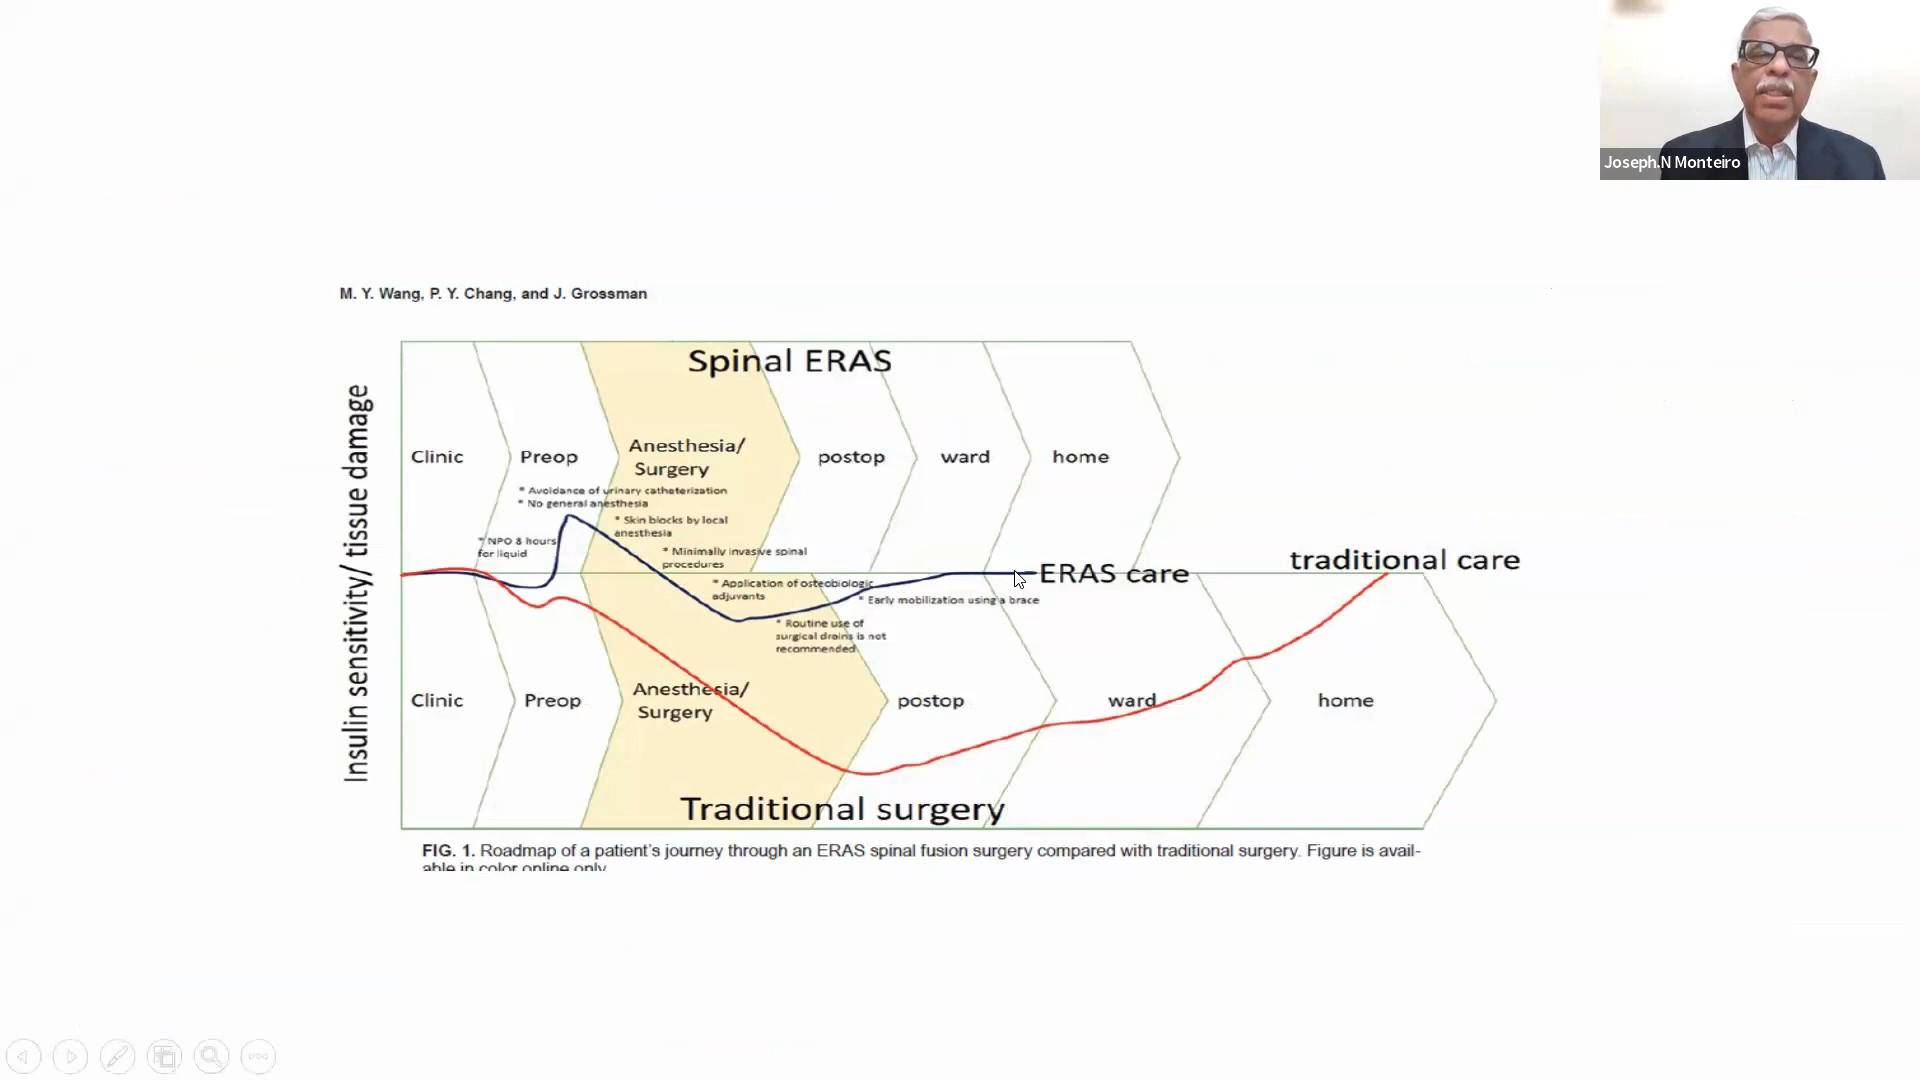 Joseph.N Monteiro
M. Y. Wang, P. Y. Chang, and J. Grossman
Insulin sensitivity/ tissue damage
Spinal ERAS
Clinic
Preop
Anesthesia/
Surgery
postop
ward
home
* Avoidance of urinary catheterization
* No general anesthesia
* Skin blocks by local
anesthesia
* NPO 8 hours
for liquid
* Minimally invasive spinal
procedures
* Application of osteobiologic
adjuvants
* Early mobilization using a brace
* Routine use of
surgical drains is not
recommended
ERAS care
traditional care
Clinic
Preop
Anesthesia/
Surgery
postop
ward
home
Traditional surgery
FIG. 1. Roadmap of a patient's journey through an ERAS spinal fusion surgery compared with traditional surgery. Figure is avail-
able in color online only